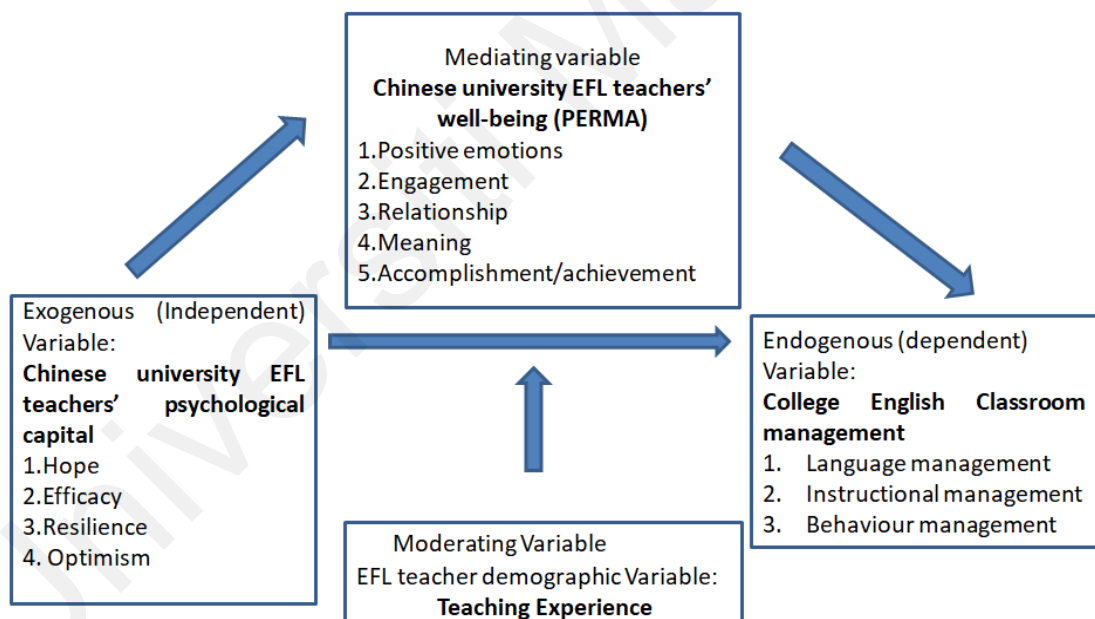 Mediating variable
Chinese university EFL teachers'
well-being (PERMA)
1.Positive emotions
2.Engagement
3.Relationship
4.Meaning
5.Accomplishment/achievement
Exogenous (Independent)
Variable:
Chinese university EFL
teachers' psychological
capital
1.Hope
2.Efficacy
3.Resilience
4. Optimism
Endogenous (dependent)
Variable:
College English Classroom
management
1. Language management
2. Instructional management
3. Behaviour management
Moderating Variable
EFL teacher demographic Variable:
Teaching Experience
Universiti M